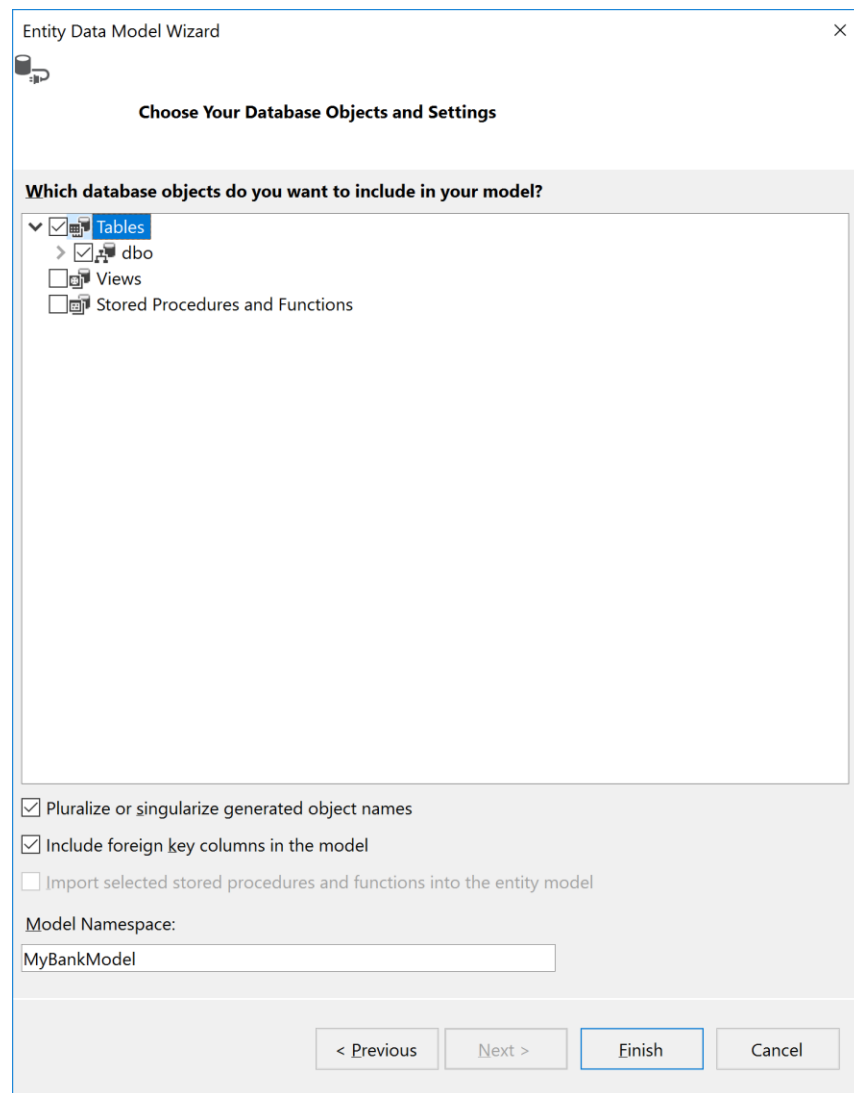 Entity Data Model Wizard
Choose Your Database Objects and Settings
Which database objects do you want to include in your model?
Tables
dbo
Views
Stored Procedures and Functions
Pluralize or singularize generated object names
Include foreign key columns in the model
Import selected stored procedures and functions into the entity model
Model Namespace:
MyBankModel
< Previous Next > Finish Cancel